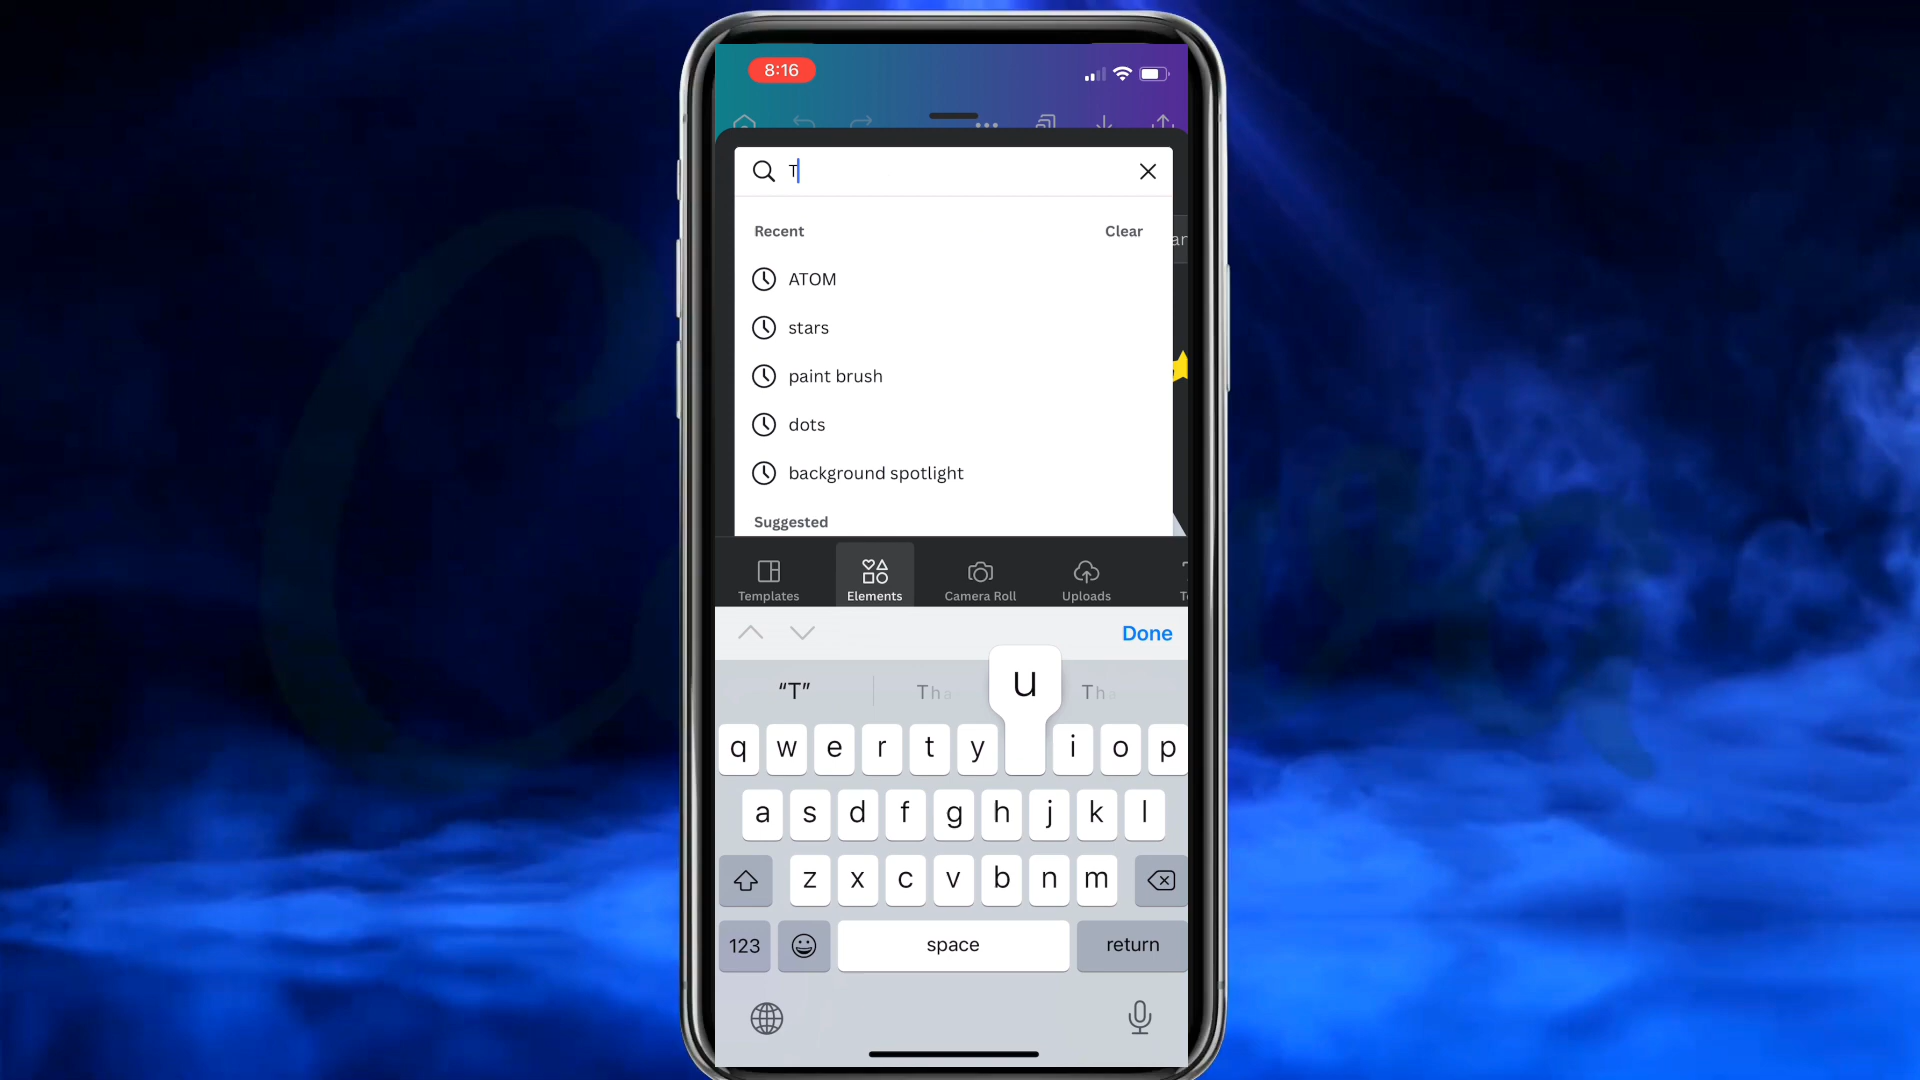 8:16
T
Recent Clear
ar
ATOM
stars
paint brush
dots
background spotlight
Suggested
Templates Elements Camera Roll Uploads
Done
“T” Tha Tha
u
q w e r t y i o p
a s d f g h j k l
z x c v b n m
123 space return